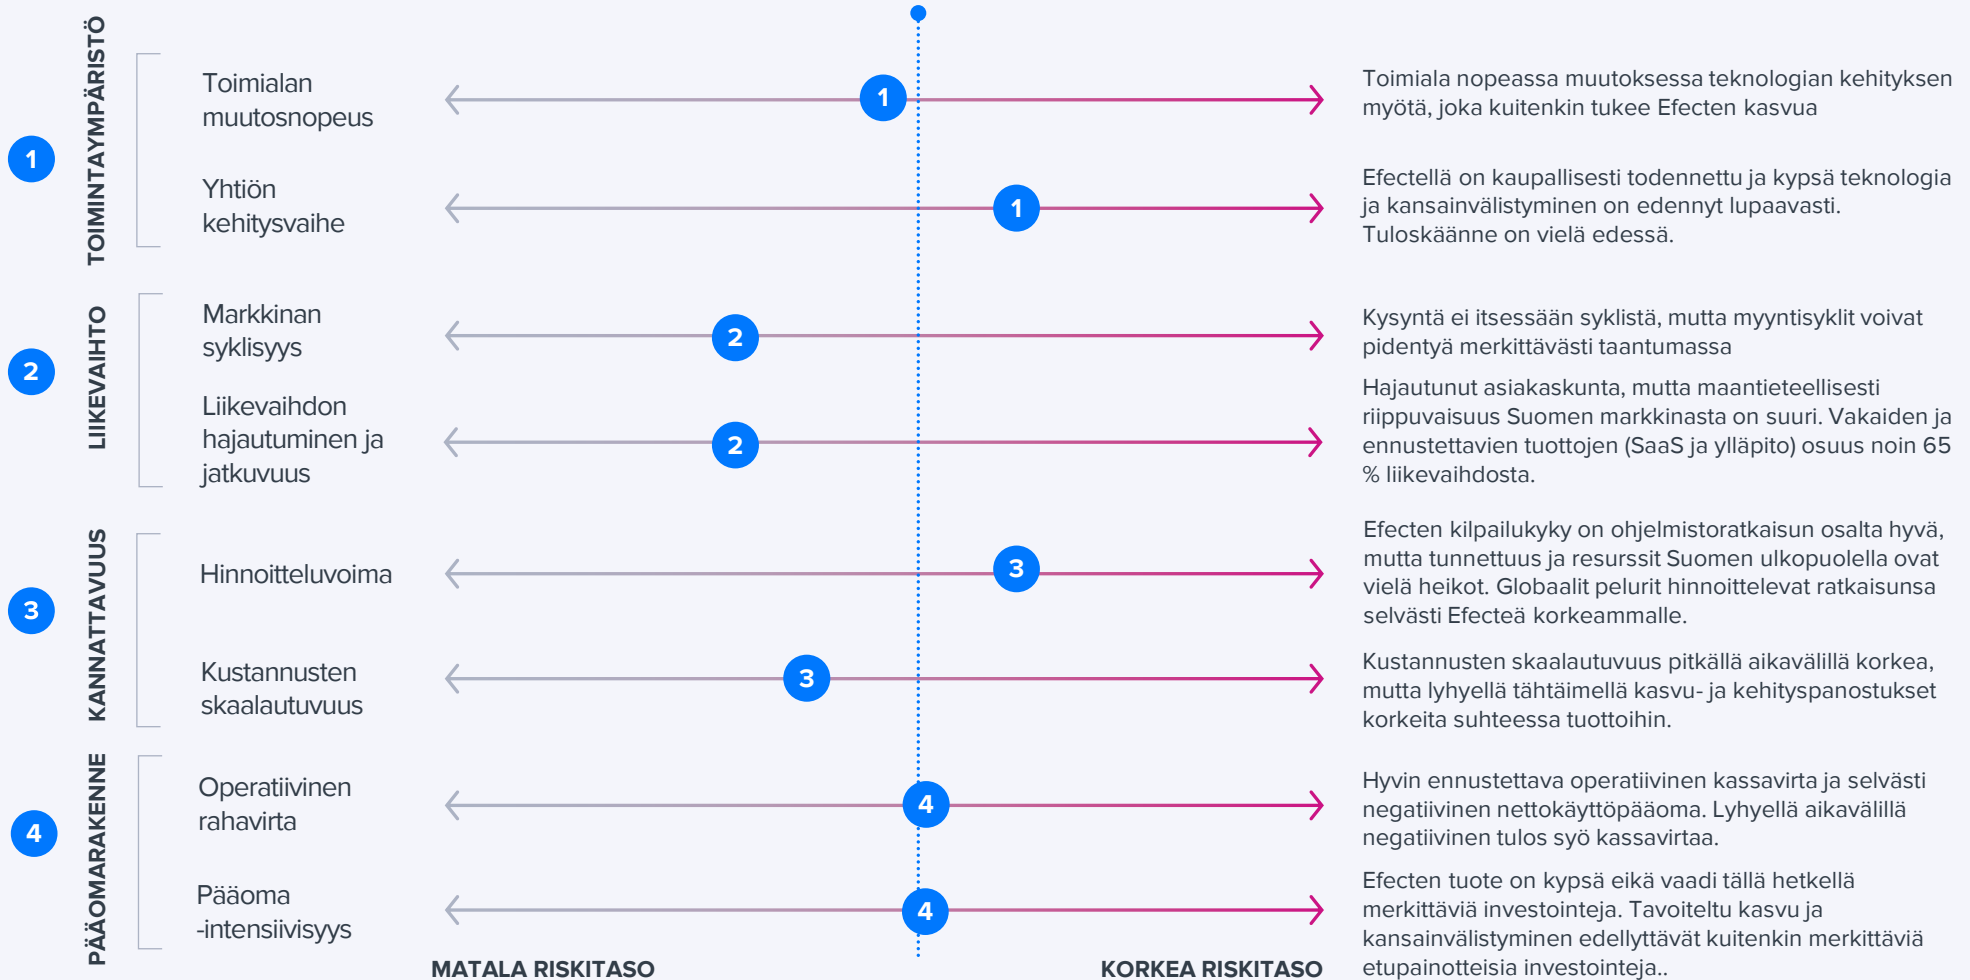 1
TOIMINTAYMPÄRISTÖ
Toimialan
muutosnopeus
1
Toimiala nopeassa muutoksessa teknologian kehityksen
myötä, joka kuitenkin tukee Efecten kasvua
Yhtiön
kehitysvaihe
1
Efectellä on kaupallisesti todennettu ja kypsä teknologia
ja kansainvälistyminen on edennyt lupaavasti.
Tuloskäänne on vielä edessä.
2
LIIKEVAIHTO
Markkinan
syklisyys
2
Kysyntä ei itsessään syklistä, mutta myyntisyklit voivat
pidentyä merkittävästi taantumassa
Liikevaihdon
hajautuminen ja
jatkuvuus
2
Hajautunut asiakaskunta, mutta maantieteellisesti
riippuvaisuus Suomen markkinasta on suuri. Vakaiden ja
ennustettavien tuottojen (SaaS ja ylläpito) osuus noin 65
% liikevaihdosta.
3
KANNATTAVUUS
Hinnoitteluvoima
3
Efecten kilpailukyky on ohjelmistoratkaisun osalta hyvä,
mutta tunnettuus ja resurssit Suomen ulkopuolella ovat
vielä heikot. Globaalit pelurit hinnoittelevat ratkaisunsa
selvästi Efecteä korkeammalle.
Kustannusten
skaalautuvuus
3
Kustannusten skaalautuvuus pitkällä aikavälillä korkea,
mutta lyhyellä tähtäimellä kasvu- ja kehityspanostukset
korkeita suhteessa tuottoihin.
4
PÄÄOMARAKENNE
Operatiivinen
rahavirta
4
Hyvin ennustettava operatiivinen kassavirta ja selvästi
negatiivinen nettokäyttöpääoma. Lyhyellä aikavälillä
negatiivinen tulos syö kassavirtaa.
Pääoma
-intensiivisyys
4
Efecten tuote on kypsä eikä vaadi tällä hetkellä
merkittäviä investointeja. Tavoiteltu kasvu ja
kansainvälistyminen edellyttävät kuitenkin merkittäviä
etupainotteisia investointeja..
MATALA RISKITASO
KORKEA RISKITASO